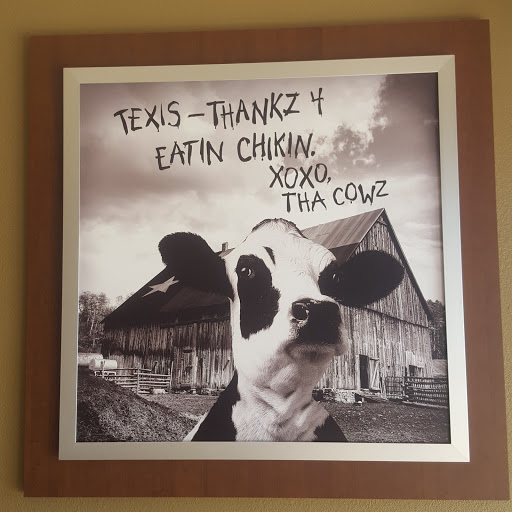 TEXIS – THANKZ 4
EATIN CHIKIN.
XOXO,
THA COWZ